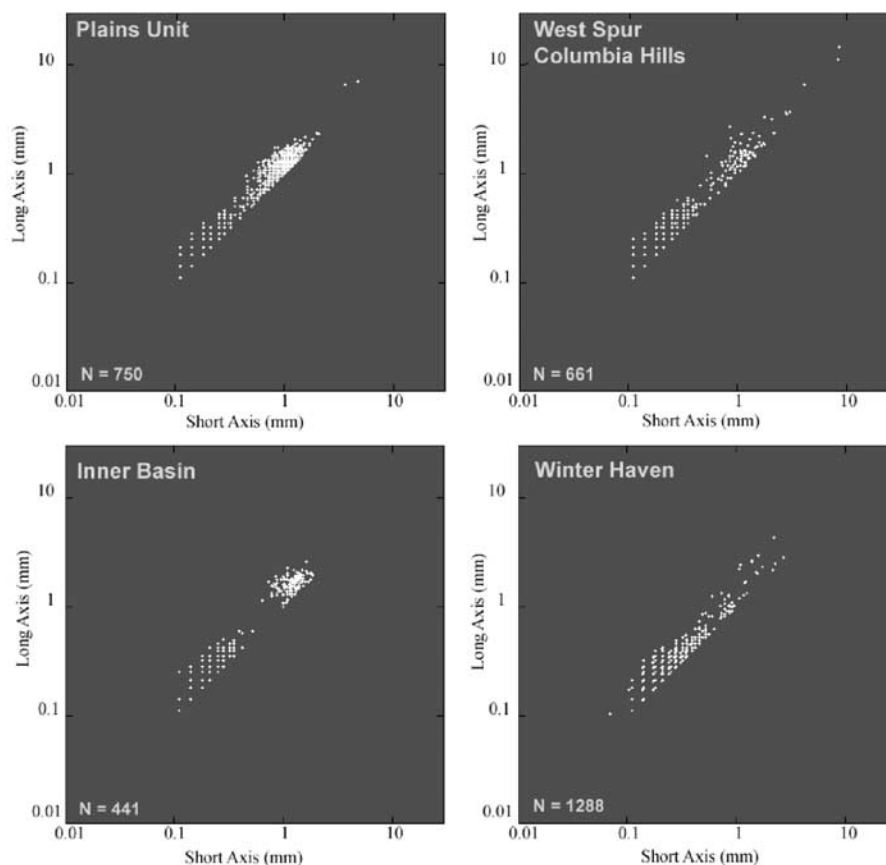 Plains Unit
10
1
0.1
0.01
Long Axis (mm)
N = 750
0.01 0.1 1 10
Short Axis (mm)
West Spur
Columbia Hills
10
1
0.1
0.01
Long Axis (mm)
N = 661
0.01 0.1 1 10
Short Axis (mm)
Inner Basin
10
1
0.1
0.01
Long Axis (mm)
N = 441
0.01 0.1 1 10
Short Axis (mm)
Winter Haven
10
1
0.1
0.01
Long Axis (mm)
N = 1288
0.01 0.1 1 10
Short Axis (mm)